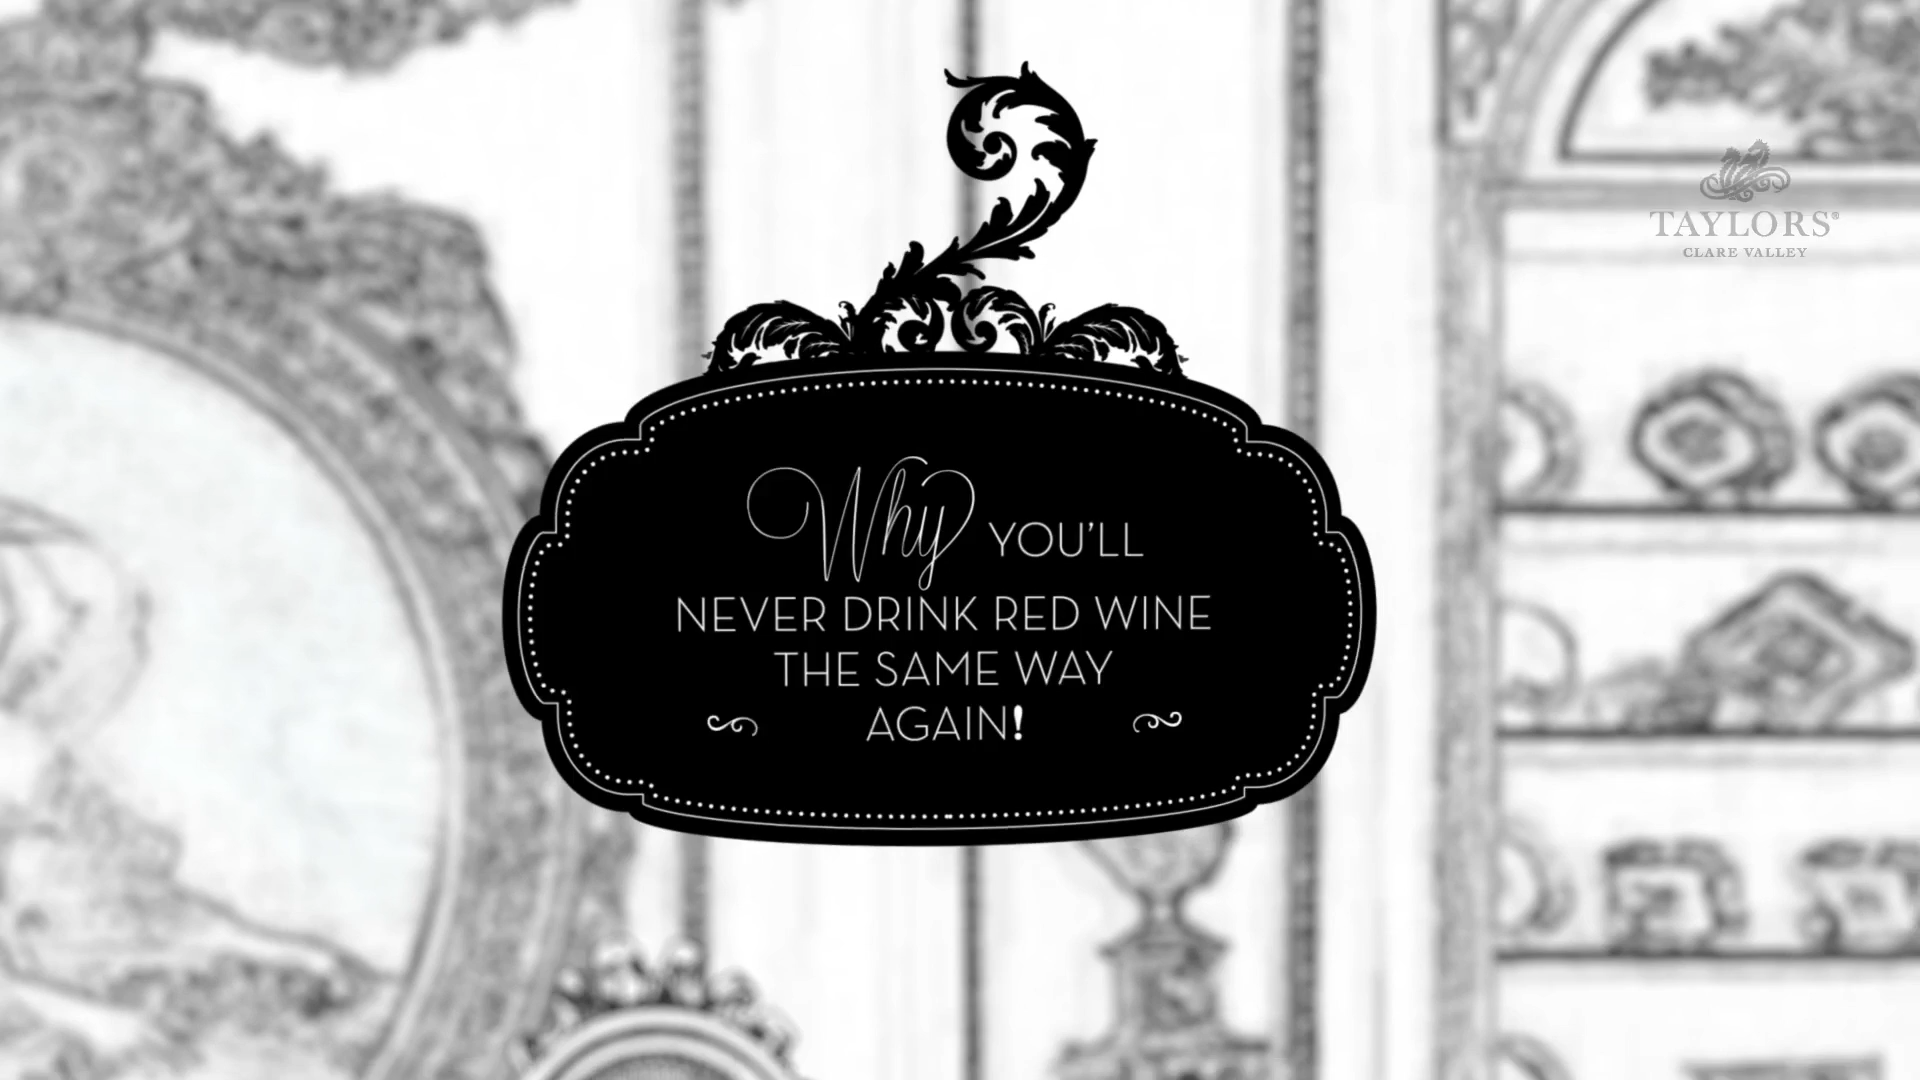 Why YOU'LL
NEVER DRINK RED WINE
THE SAME WAY
AGAIN!
TAYLORS®
CLARE VALLEY